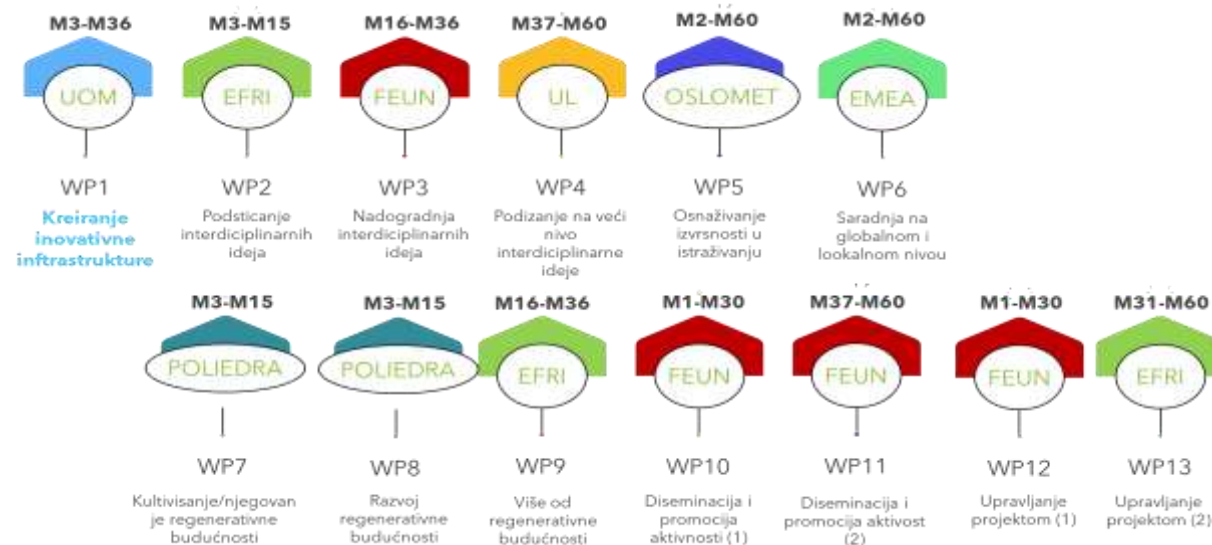 M3-M36
M3-M15
M16-M36
M37-M60
M2-M60
M2-M60
UOM
EFRI
FEUN
UL
OSLOMET
EMEA
WP1
WP2
WP3
WP4
WP5
WP6
Kreiranje
inovativne
inftrastrukture
Podsticanje
interdiciplinarnih
ideja
Nadogradnja
interdiciplinarnih
ideja
Podizanje na veći
nivo
interdiciplinarne
ideje
Osnaživanje
izvrsnosti u
istraživanju
Saradnja na
globalnom i
lookalnom nivou
M3-M15
M3-M15
M16-M36
M1-M30
M37-M60
M1-M30
M31-M60
POLIEDRA
POLIEDRA
EFRI
FEUN
FEUN
FEUN
EFRI
WP7
WP8
WP9
WP10
WP11
WP12
WP13
Kultivisanje/njegovan
je regenerativne
budućnosti
Razvoj
regenerativne
budućnosti
Više od
regenerativne
budućnosti
Diseminacija i
promocija
aktivnosti (1)
Diseminacija i
promocija aktivost
(2)
Upravljanje
projektom (1)
Upravljanje
projektom (2)